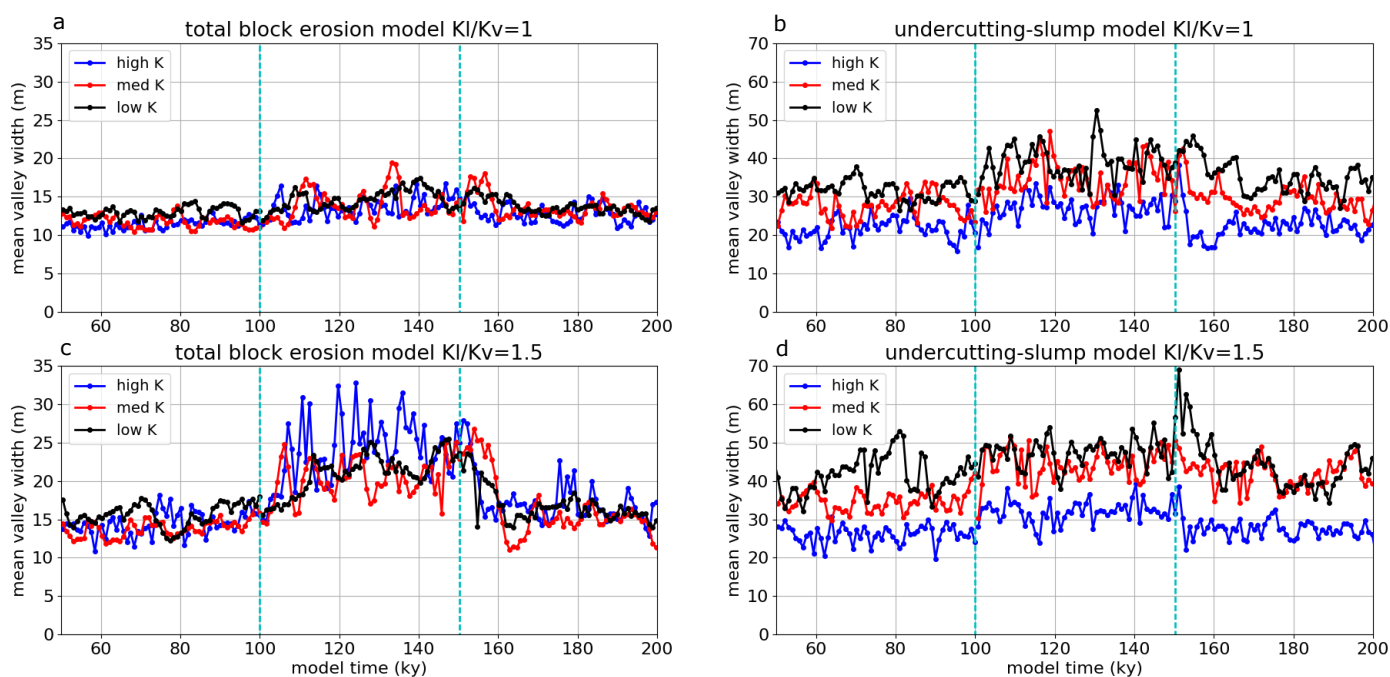 a
total block erosion model Kl/Kv=1
mean valley width (m)
35
30
25
20
15
10
5
0
high K
med K
low K
60 80 100 120 140 160 180 200
b
undercutting-slump model Kl/Kv=1
mean valley width (m)
70
60
50
40
30
20
10
0
high K
med K
low K
60 80 100 120 140 160 180 200
c
total block erosion model Kl/Kv=1.5
mean valley width (m)
35
30
25
20
15
10
5
0
high K
med K
low K
60 80 100 120 140 160 180 200
model time (ky)
d
undercutting-slump model Kl/Kv=1.5
mean valley width (m)
70
60
50
40
30
20
10
0
high K
med K
low K
60 80 100 120 140 160 180 200
model time (ky)